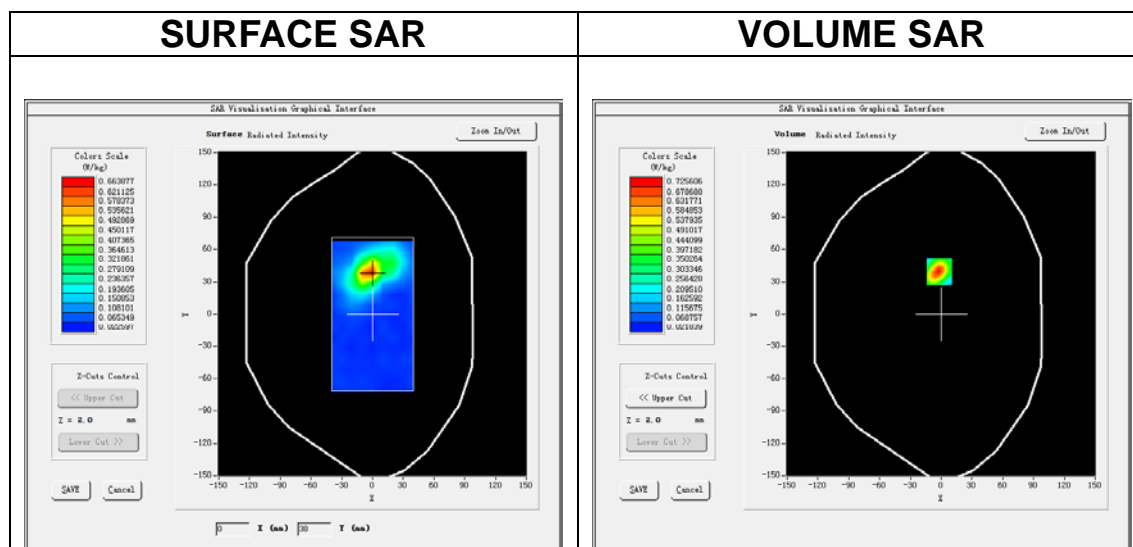 SURFACE SAR
VOLUME SAR
SAR Visualisation Graphical Interface
Surface Radiated Intensity
Zoom In/Out
Colors Scale
(W/kg)
0.663877
0.621125
0.578373
0.535621
0.492869
0.450117
0.407365
0.364613
0.321861
0.279109
0.236357
0.193605
0.150853
0.108101
0.065349
0.022597
150
120
90
60
30
0
-30
-60
-90
-120
-150
Y
-150 -120 -90 -60 -30 0 30 60 90 120 150
X
Z-Cuts Control
<< Upper Cut
Z = 2.0 mm
Lower Cut >>
SAVE Cancel
0 X (mm) 38 Y (mm)
SAR Visualisation Graphical Interface
Volume Radiated Intensity
Zoom In/Out
Colors Scale
(W/kg)
0.725606
0.678688
0.631771
0.584853
0.537935
0.491017
0.444099
0.397182
0.350264
0.303346
0.256428
0.209510
0.162592
0.115675
0.068757
0.021839
150
120
90
60
30
0
-30
-60
-90
-120
-150
Y
-150 -120 -90 -60 -30 0 30 60 90 120 150
X
Z-Cuts Control
<< Upper Cut
Z = 2.0 mm
Lower Cut >>
SAVE Cancel